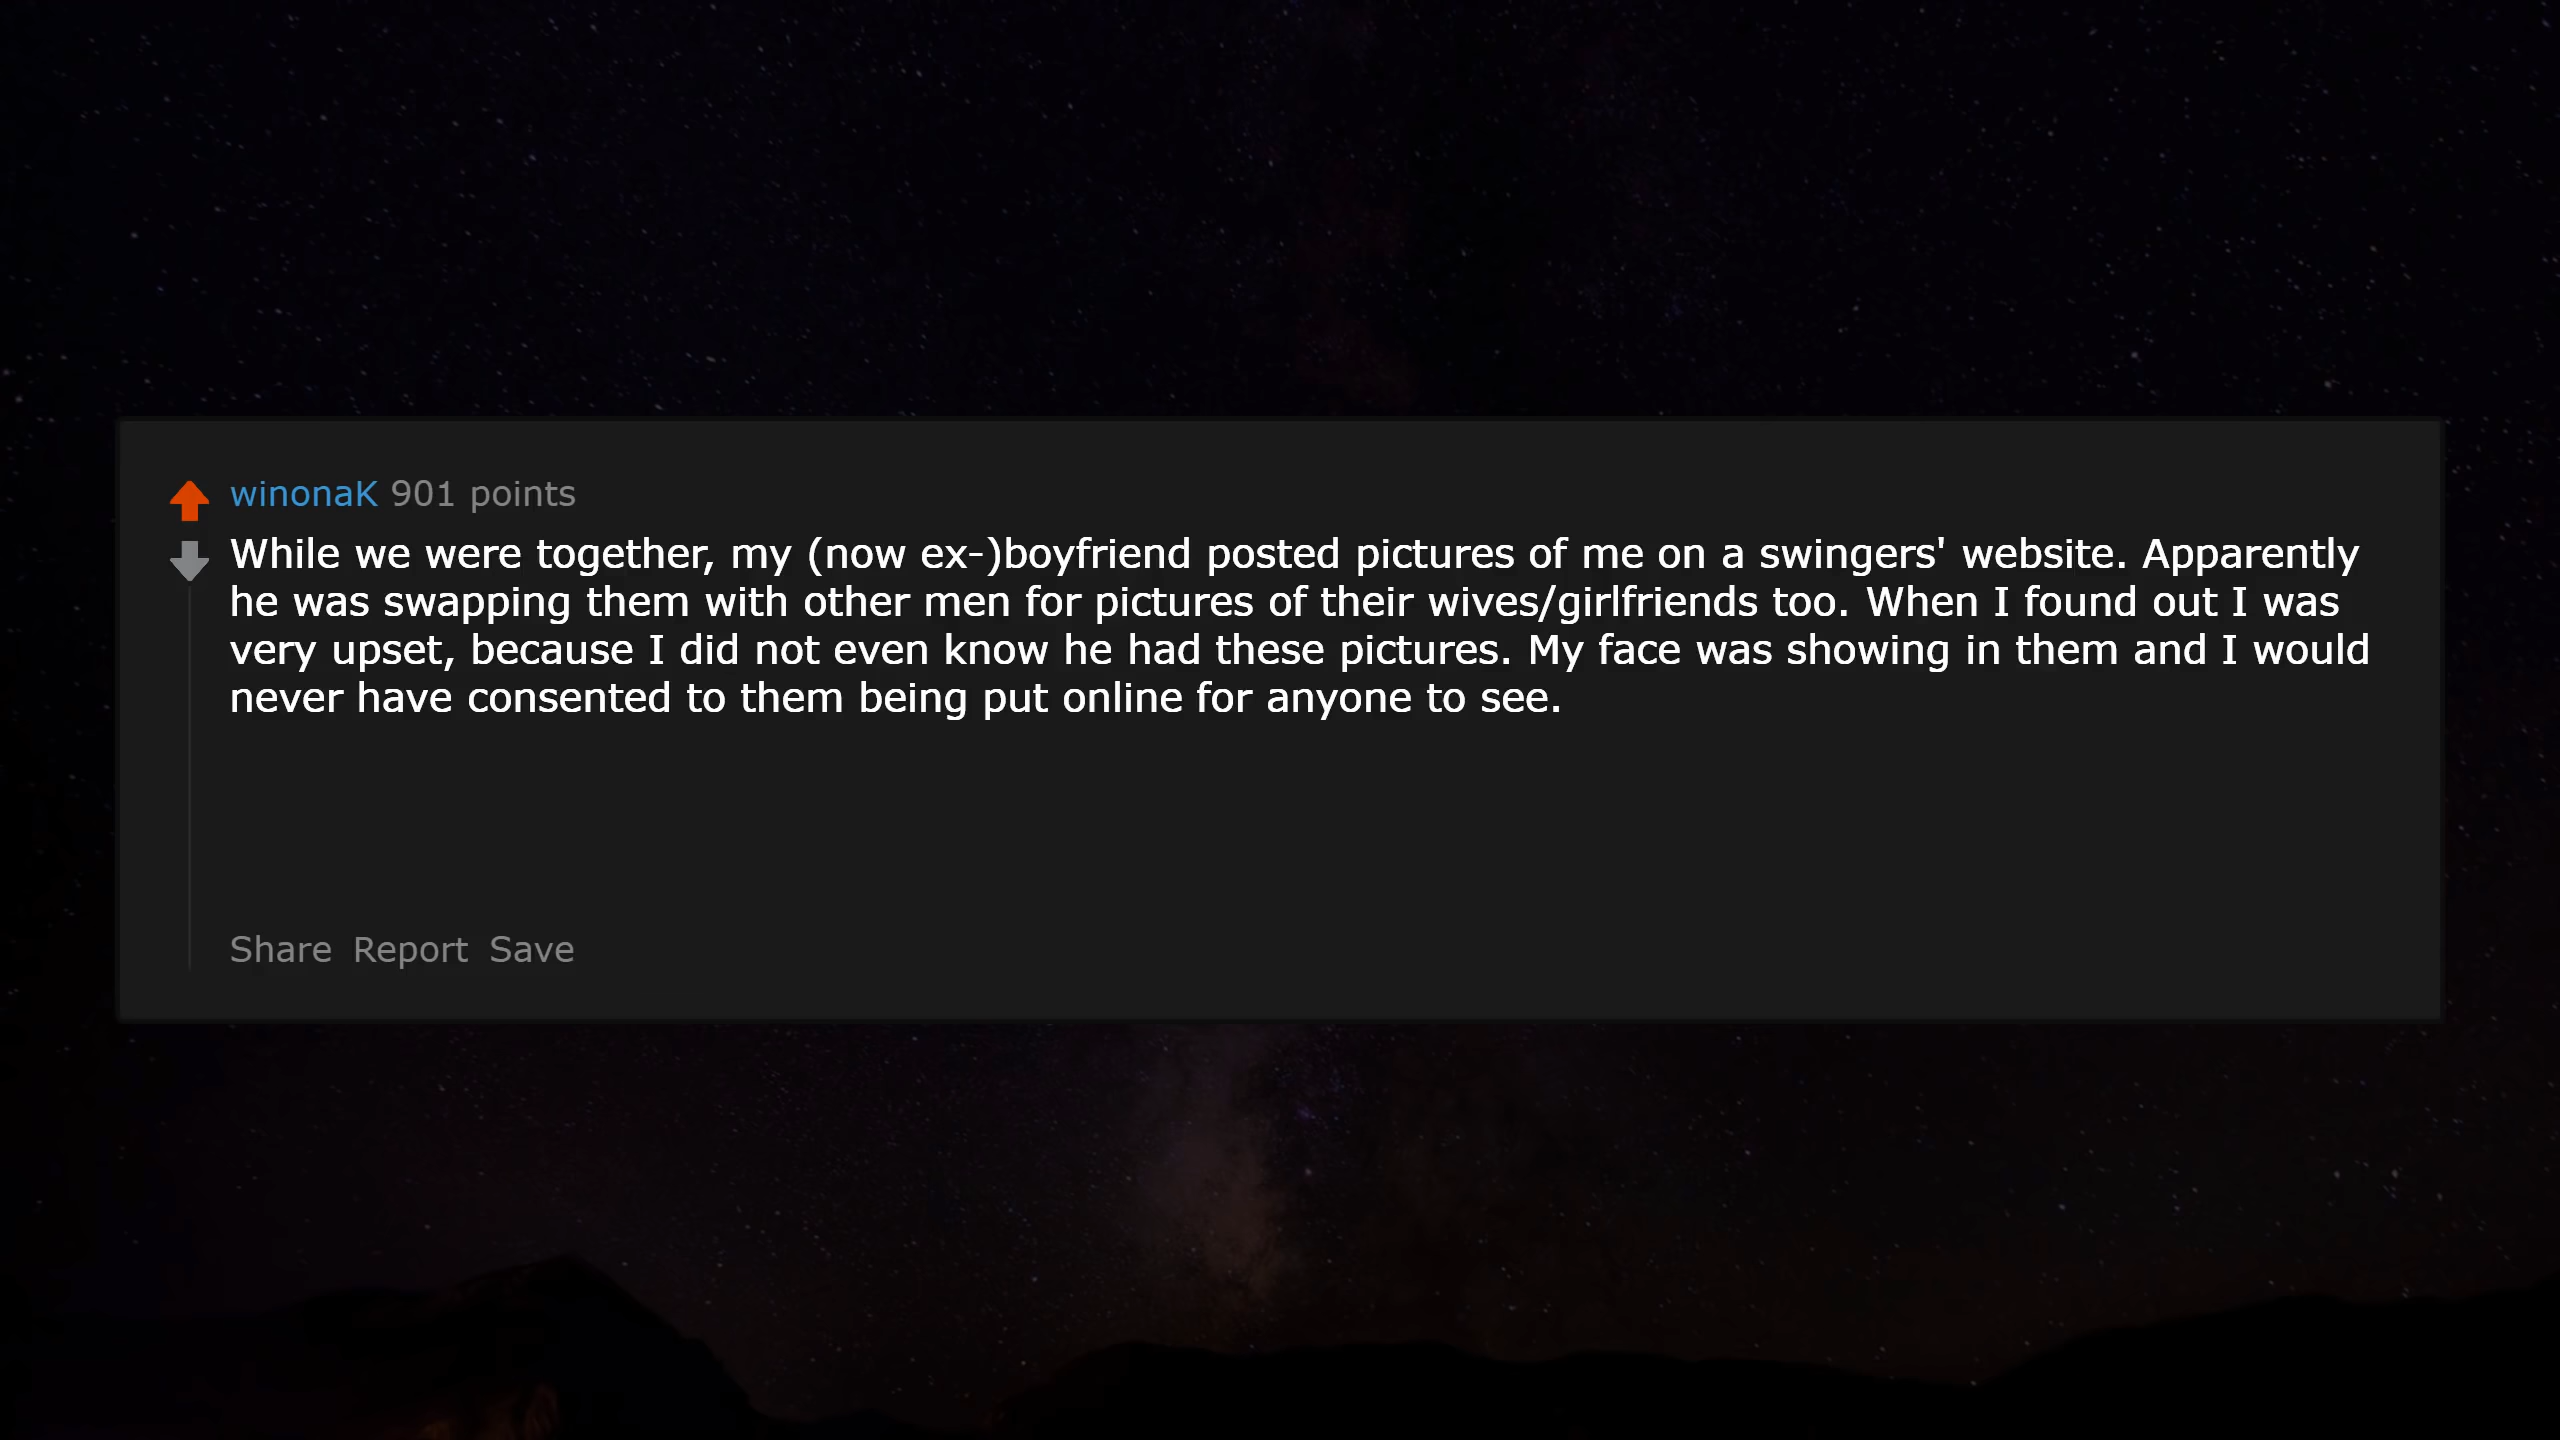 winonaK 901 points
While we were together, my (now ex-)boyfriend posted pictures of me on a swingers' website. Apparently
he was swapping them with other men for pictures of their wives/girlfriends too. When I found out I was
very upset, because I did not even know he had these pictures. My face was showing in them and I would
never have consented to them being put online for anyone to see.
Share Report Save